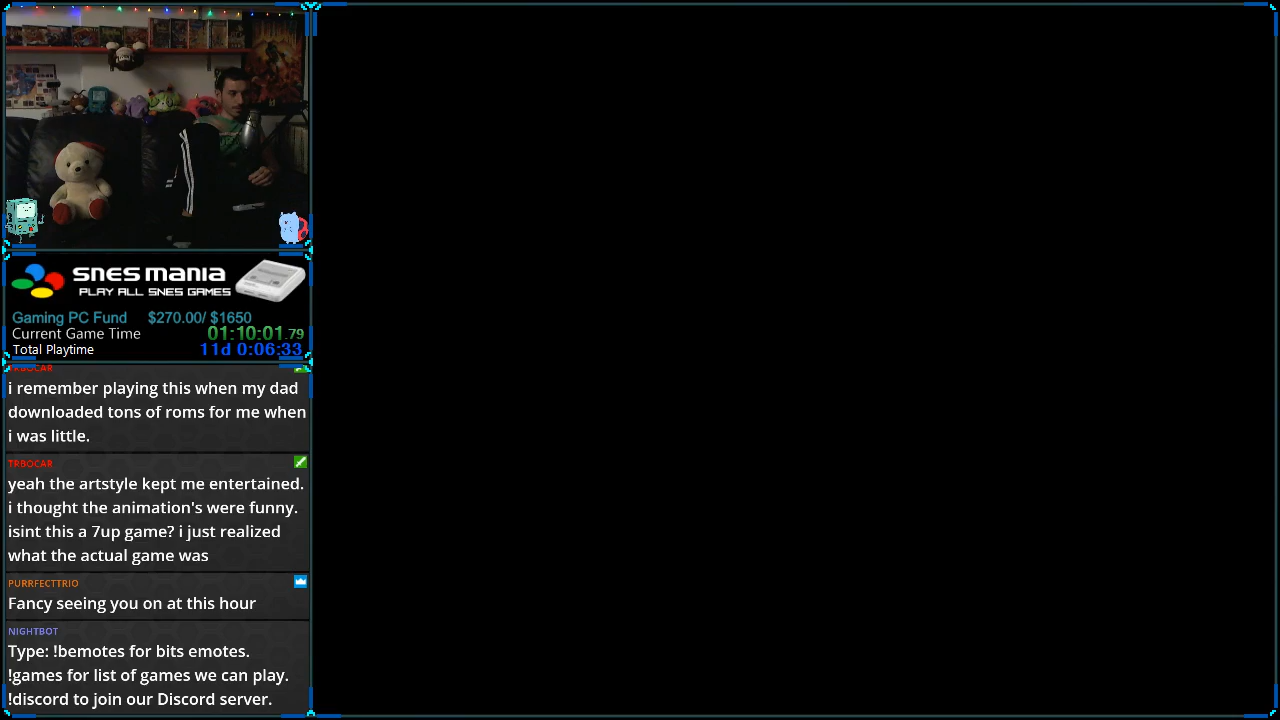 SNES MANIA
PLAY ALL SNES GAMES
Gaming PC Fund $270.00/ $1650
Current Game Time 01:10:01.79
Total Playtime 11d 0:06:33
TRBOCAR
i remember playing this when my dad
downloaded tons of roms for me when
i was little.
TRBOCAR
yeah the artstyle kept me entertained.
i thought the animation's were funny.
isint this a 7up game? i just realized
what the actual game was
PURRFECTTRIO
Fancy seeing you on at this hour
NIGHTBOT
Type: !bemotes for bits emotes.
!games for list of games we can play.
!discord to join our Discord server.